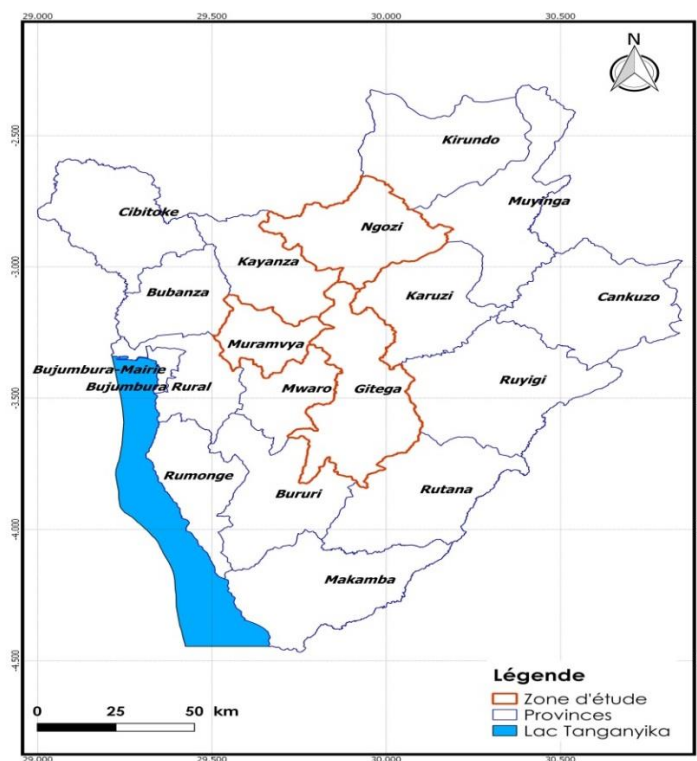 29.000 29.500 30.000 30.500
N
-2.500
Kirundo
Muyinga
Cibitoke
Ngozi
Kayanza
-3.000
Bubanza
Karuzi
Cankuzo
Muramvya
Bujumbura-Mairie
Bujumbura Rural
Mwaro
Gitega
Ruyigi
-3.500
Rumonge
Bururi
Rutana
-4.000
Makamba
-4.500
Légende
Zone d'étude
Provinces
Lac Tanganyika
0 25 50 km
29.000 29.500 30.000 30.500